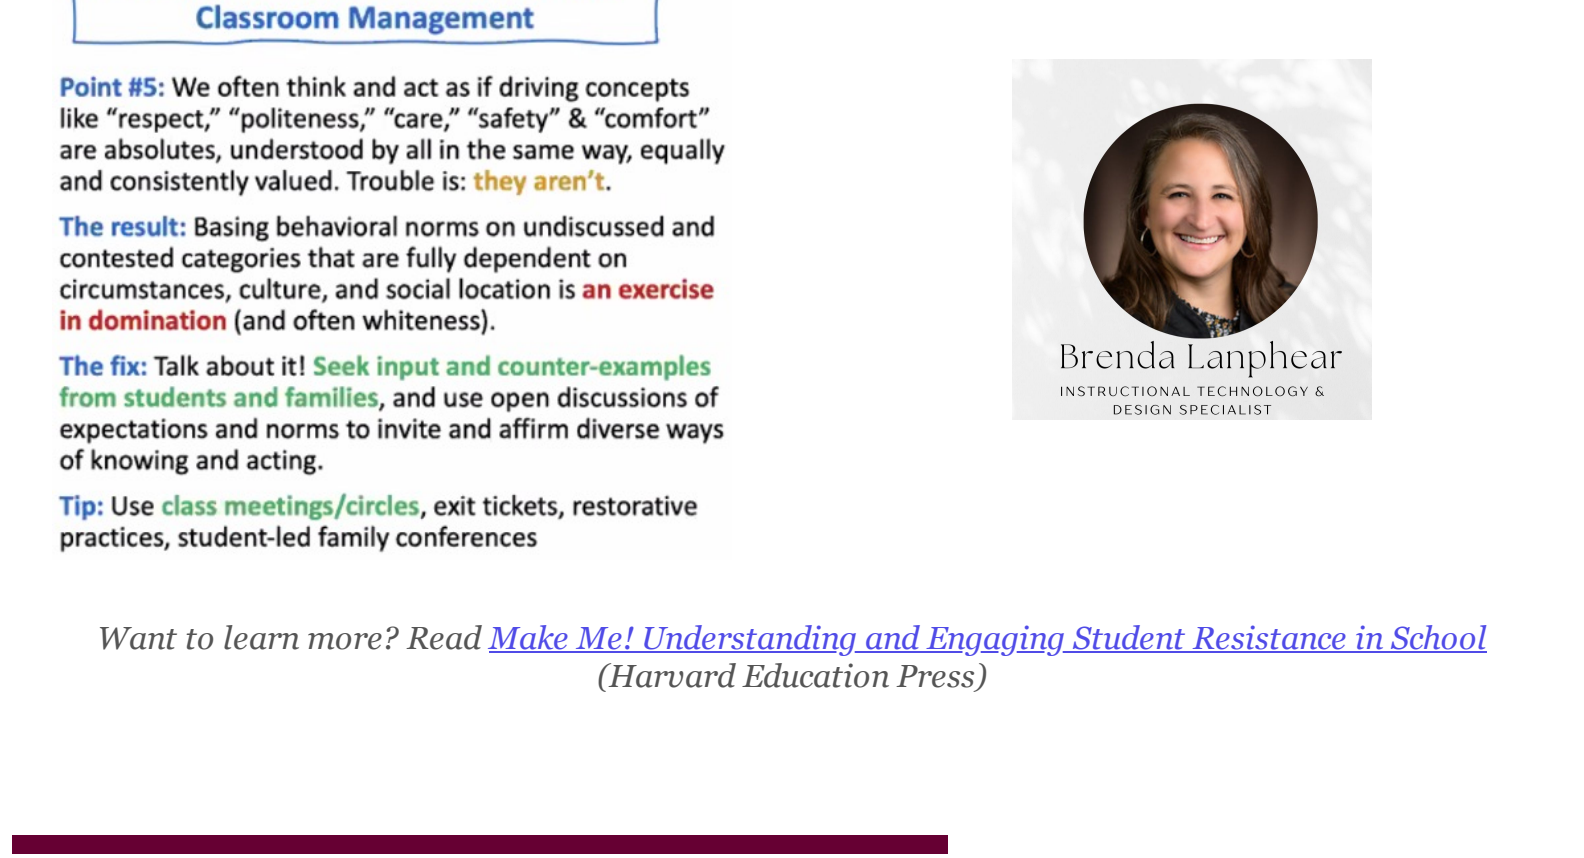 Classroom Management
Point #5: We often think and act as if driving concepts
like “respect,” “politeness,” “care,” “safety” & “comfort”
are absolutes, understood by all in the same way, equally
and consistently valued. Trouble is: they aren’t.
The result: Basing behavioral norms on undiscussed and
contested categories that are fully dependent on
circumstances, culture, and social location is an exercise
in domination (and often whiteness).
The fix: Talk about it! Seek input and counter-examples
from students and families, and use open discussions of
expectations and norms to invite and affirm diverse ways
of knowing and acting.
Tip: Use class meetings/circles, exit tickets, restorative
practices, student-led family conferences
Brenda Lanphear
INSTRUCTIONAL TECHNOLOGY &
DESIGN SPECIALIST
Want to learn more? Read Make Me! Understanding and Engaging Student Resistance in School
(Harvard Education Press)